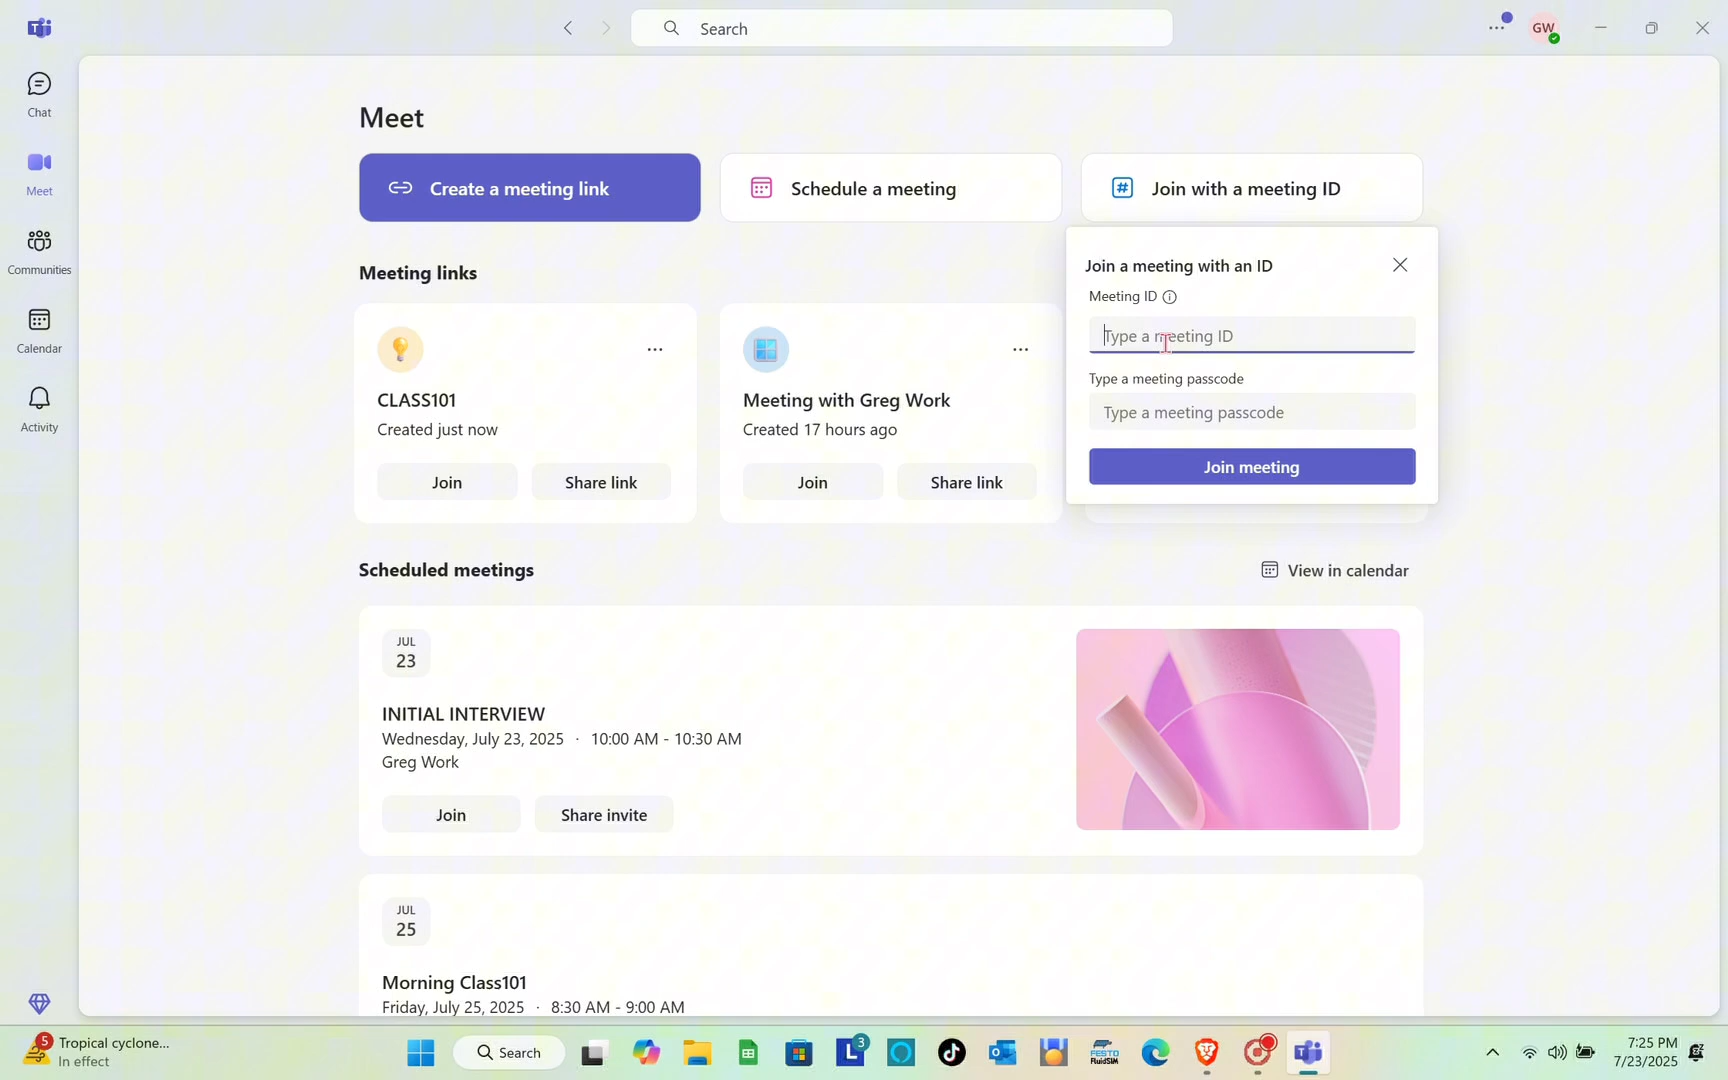 Search
GW
Chat
Meet
Communities
Calendar
Activity
Meet
Create a meeting link
Schedule a meeting
Join with a meeting ID
Meeting links
CLASS101
Created just now
Join
Share link
Meeting with Greg Work
Created 17 hours ago
Join
Share link
Join a meeting with an ID
Meeting ID
Type a meeting ID
Type a meeting passcode
Type a meeting passcode
Join meeting
Scheduled meetings
View in calendar
JUL
23
INITIAL INTERVIEW
Wednesday, July 23, 2025 · 10:00 AM - 10:30 AM
Greg Work
Join
Share invite
JUL
25
Morning Class101
Friday, July 25, 2025 · 8:30 AM - 9:00 AM
5
Tropical cyclone...
In effect
Search
L
3
FESTO
FluidSIM
7:25 PM
7/23/2025